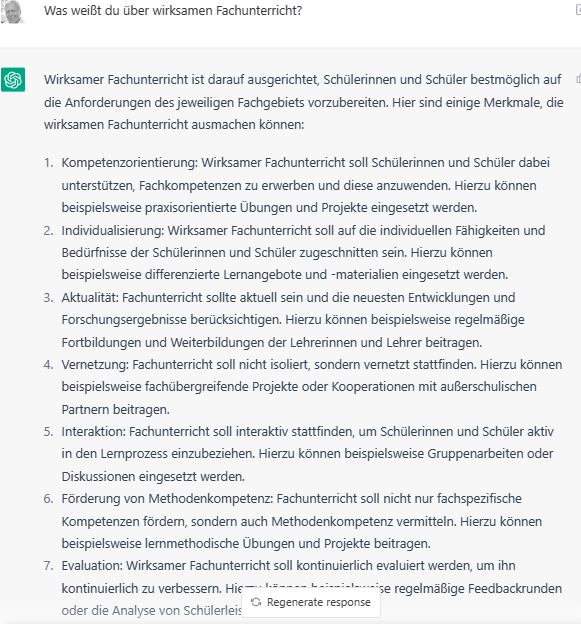 Was weißt du über wirksamen Fachunterricht?
Wirksamer Fachunterricht ist darauf ausgerichtet, Schülerinnen und Schüler bestmöglich auf
die Anforderungen des jeweiligen Fachgebiets vorzubereiten. Hier sind einige Merkmale, die
wirksamen Fachunterricht ausmachen können:
1. Kompetenzorientierung: Wirksamer Fachunterricht soll Schülerinnen und Schüler dabei
unterstützen, Fachkompetenzen zu erwerben und diese anzuwenden. Hierzu können
beispielsweise praxisorientierte Übungen und Projekte eingesetzt werden.
2. Individualisierung: Wirksamer Fachunterricht soll auf die individuellen Fähigkeiten und
Bedürfnisse der Schülerinnen und Schüler zugeschnitten sein. Hierzu können
beispielsweise differenzierte Lernangebote und -materialien eingesetzt werden.
3. Aktualität: Fachunterricht sollte aktuell sein und die neuesten Entwicklungen und
Forschungsergebnisse berücksichtigen. Hierzu können beispielsweise regelmäßige
Fortbildungen und Weiterbildungen der Lehrerinnen und Lehrer beitragen.
4. Vernetzung: Fachunterricht soll nicht isoliert, sondern vernetzt stattfinden. Hierzu können
beispielsweise fachübergreifende Projekte oder Kooperationen mit außerschulischen
Partnern beitragen.
5. Interaktion: Fachunterricht soll interaktiv stattfinden, um Schülerinnen und Schüler aktiv
in den Lernprozess einzubeziehen. Hierzu können beispielsweise Gruppenarbeiten oder
Diskussionen eingesetzt werden.
6. Förderung von Methodenkompetenz: Fachunterricht soll nicht nur fachspezifische
Kompetenzen fördern, sondern auch Methodenkompetenz vermitteln. Hierzu können
beispielsweise lernmethodische Übungen und Projekte beitragen.
7. Evaluation: Wirksamer Fachunterricht soll kontinuierlich evaluiert werden, um ihn
kontinuierlich zu verbessern. Hierzu können beispielsweise regelmäßige Feedbackrunden
oder die Analyse von
Regenerate response